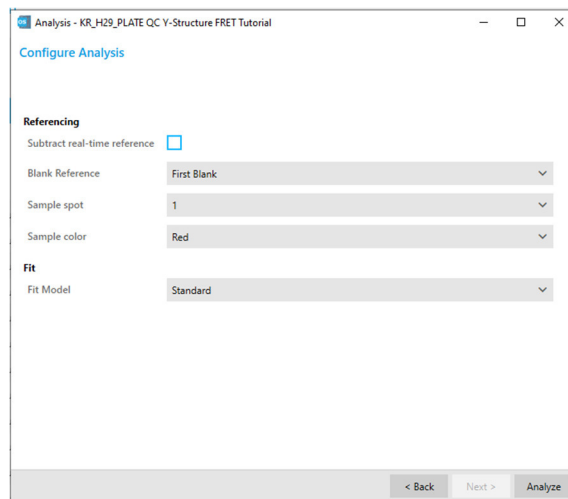 Analysis - KR_H29_PLATE QC Y-Structure FRET Tutorial
Configure Analysis
Referencing
Subtract real-time reference
Blank Reference First Blank
Sample spot 1
Sample color Red
Fit
Fit Model Standard
< Back Next > Analyze